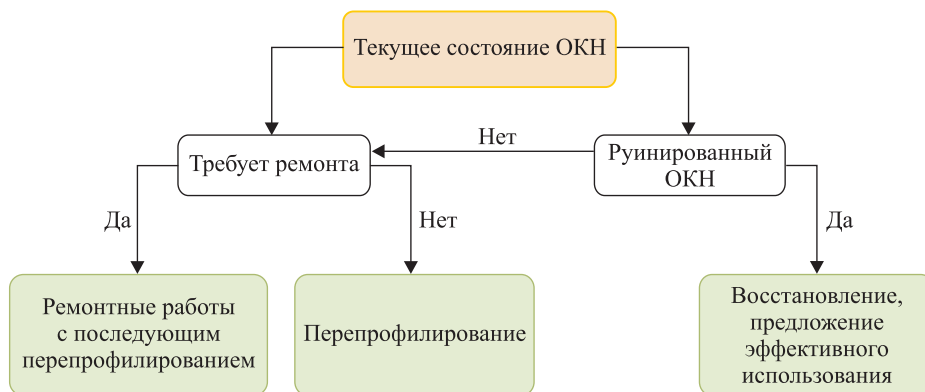 Текущее состояние ОКН
Нет
Требует ремонта
Руинированный
ОКН
Да
Нет
Да
Ремонтные работы
с последующим
перепрофилированием
Перепрофилирование
Восстановление,
предложение
эффективного
использования